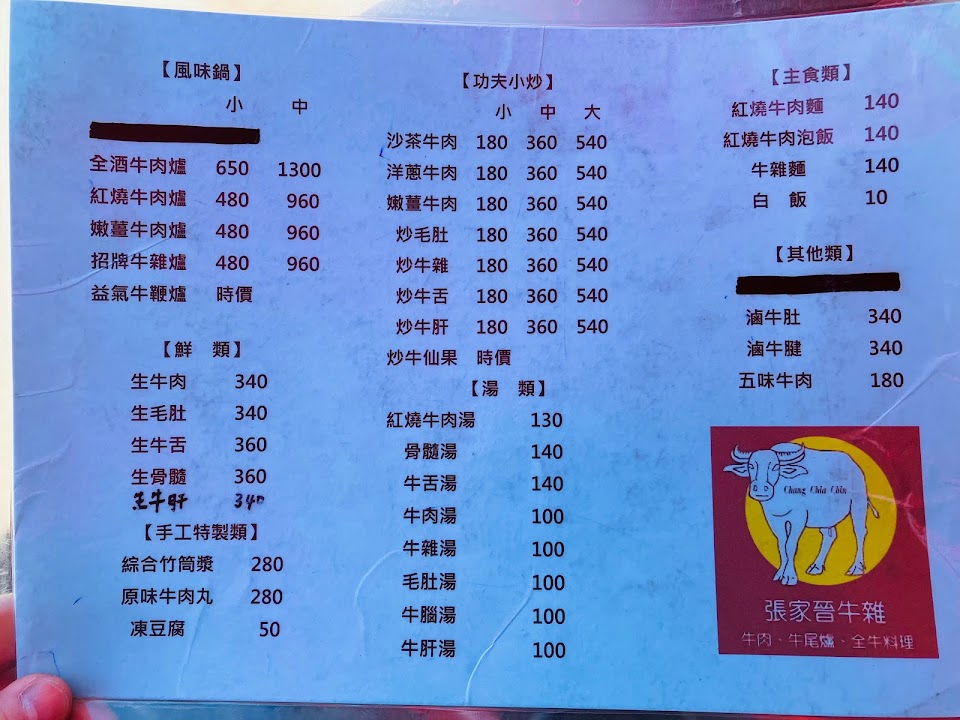 【風味鍋】
小 中
全酒牛肉爐 650 1300
紅燒牛肉爐 480 960
嫩薑牛肉爐 480 960
招牌牛雜爐 480 960
益氣牛鞭爐 時價
【鮮 類】
生牛肉 340
生毛肚 340
生牛舌 360
生骨髓 360
生牛肝 340
【手工特製類】
綜合竹筒漿 280
原味牛肉丸 280
凍豆腐 50
【功夫小炒】
小 中 大
沙茶牛肉 180 360 540
洋蔥牛肉 180 360 540
嫩薑牛肉 180 360 540
炒毛肚 180 360 540
炒牛雜 180 360 540
炒牛舌 180 360 540
炒牛肝 180 360 540
炒牛仙果 時價
【湯 類】
紅燒牛肉湯 130
骨髓湯 140
牛舌湯 140
牛肉湯 100
牛雜湯 100
毛肚湯 100
牛腦湯 100
牛肝湯 100
【主食類】
紅燒牛肉麵 140
紅燒牛肉泡飯 140
牛雜麵 140
白 飯 10
【其他類】
滷牛肚 340
滷牛腱 340
五味牛肉 180
Chang Chia Chin
張家晉牛雜
牛肉、牛尾爐、全牛料理